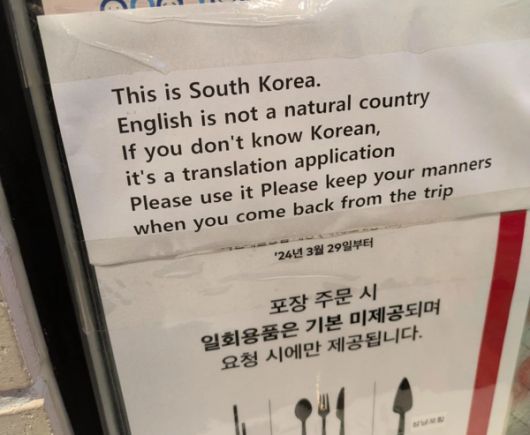 This is South Korea.
English is not a natural country
If you don't know Korean,
it's a translation application
Please use it Please keep your manners
when you come back from the trip
'24년 3월 29일부터
포장 주문 시
일회용품은 기본 미제공되며
요청 시에만 제공됩니다.